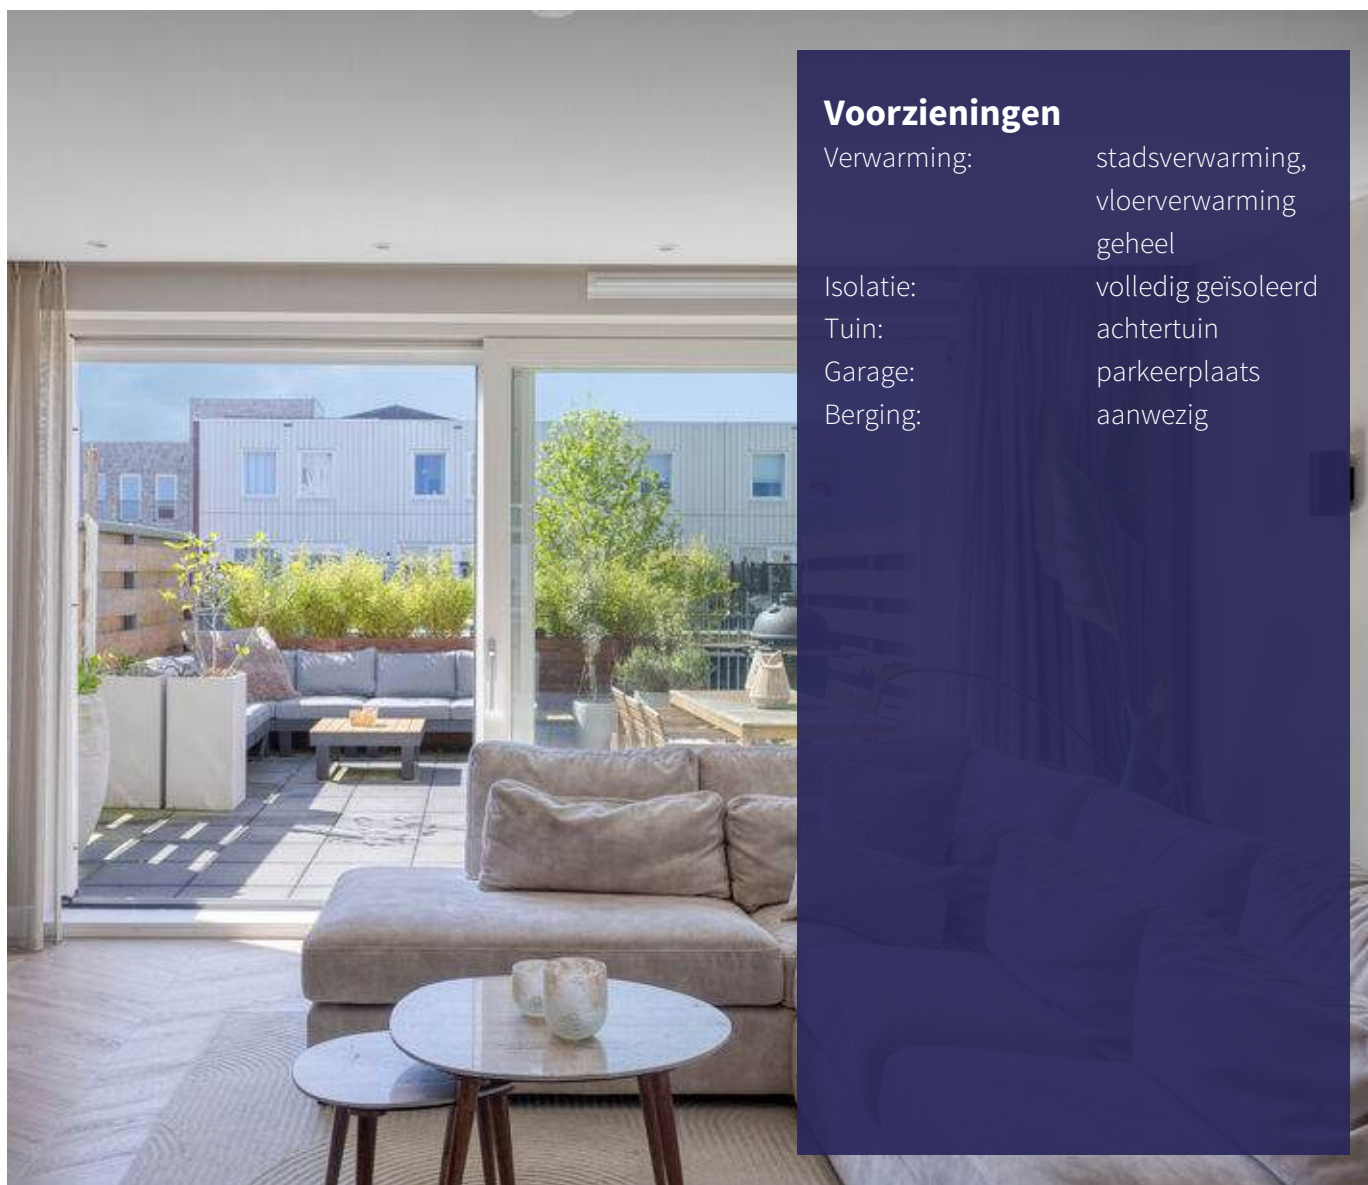 Voorzieningen
Verwarming: stadsverwarming,
vloerverwarming
geheel
Isolatie: volledig geïsoleerd
Tuin: achtertuin
Garage: parkeerplaats
Berging: aanwezig